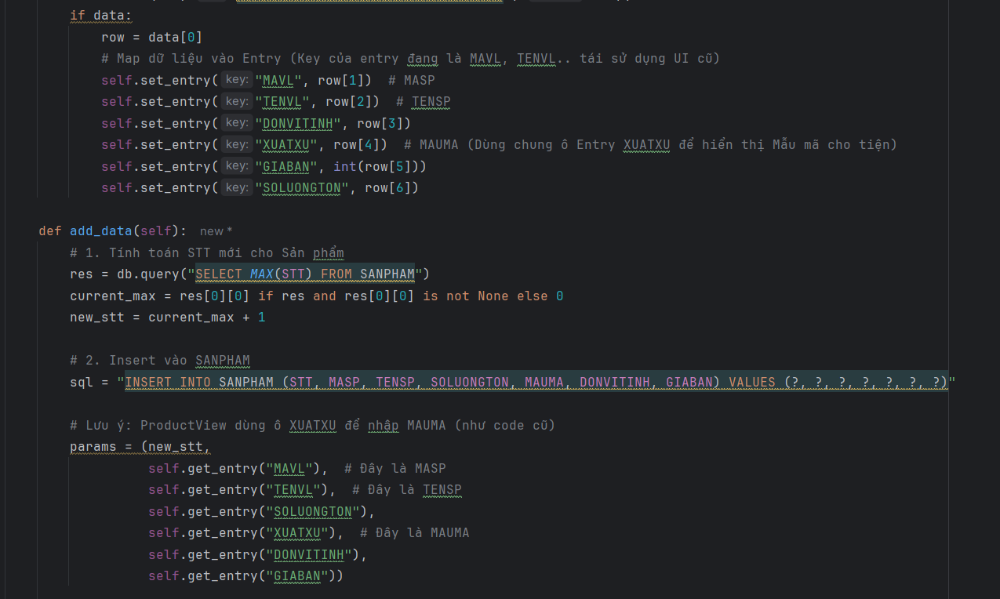 if data:
row = data[0]
# Map dữ liệu vào Entry (Key của entry đang là MAVL, TENVL.. tái sử dụng UI cũ)
self.set_entry( key: "MAVL", row[1])  # MASP
self.set_entry( key: "TENVL", row[2])  # TENSP
self.set_entry( key: "DONVITINH", row[3])
self.set_entry( key: "XUATXU", row[4])  # MAUMA (Dùng chung ô Entry XUATXU để hiển thị Mẫu mã cho tiện)
self.set_entry( key: "GIABAN", int(row[5]))
self.set_entry( key: "SOLUONGTON", row[6])
def add_data(self): new *
# 1. Tính toán STT mới cho Sản phẩm
res = db.query("SELECT MAX(STT) FROM SANPHAM")
current_max = res[0][0] if res and res[0][0] is not None else 0
new_stt = current_max + 1
# 2. Insert vào SANPHAM
sql = "INSERT INTO SANPHAM (STT, MASP, TENSP, SOLUONGTON, MAUMA, DONVITINH, GIABAN) VALUES (?, ?, ?, ?, ?, ?, ?)"
# Lưu ý: ProductView dùng ô XUATXU để nhập MAUMA (như code cũ)
params = (new_stt,
self.get_entry("MAVL"),  # Đây là MASP
self.get_entry("TENVL"),  # Đây là TENSP
self.get_entry("SOLUONGTON"),
self.get_entry("XUATXU"),  # Đây là MAUMA
self.get_entry("DONVITINH"),
self.get_entry("GIABAN"))